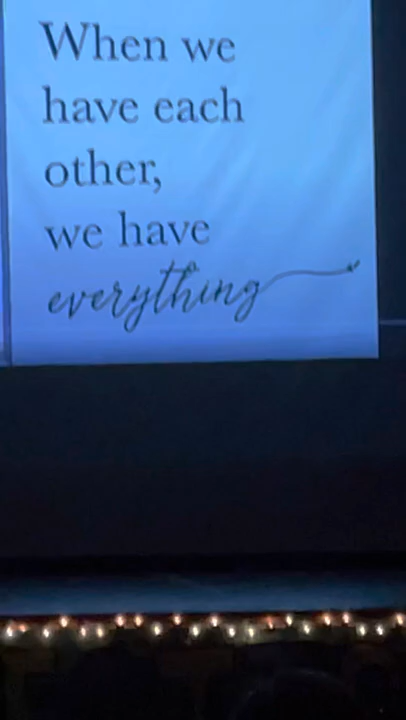 When we
have each
other,
we have
everything